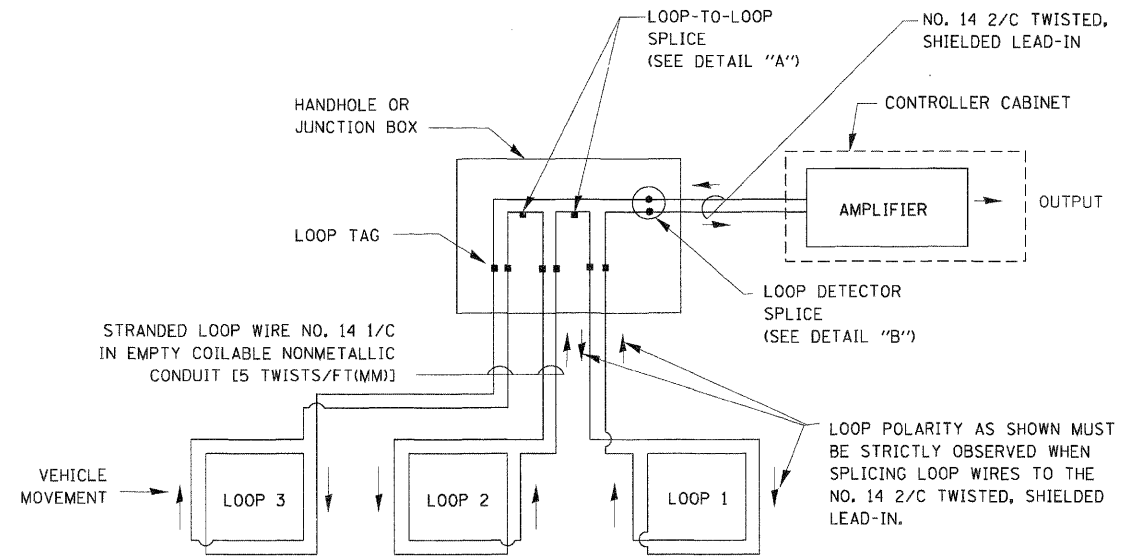 LOOP-TO-LOOP
SPLICE
(SEE DETAIL "A")
NO. 14 2/C TWISTED,
SHIELDED LEAD-IN
HANDHOLE OR
JUNCTION BOX
CONTROLLER CABINET
AMPLIFIER
OUTPUT
LOOP TAG
LOOP DETECTOR
SPLICE
(SEE DETAIL "B")
STRANDED LOOP WIRE NO. 14 1/C
IN EMPTY COILABLE NONMETALLIC
CONDUIT [5 TWISTS/FT(MM)]
LOOP POLARITY AS SHOWN MUST
BE STRICTLY OBSERVED WHEN
SPLICING LOOP WIRES TO THE
NO. 14 2/C TWISTED, SHIELDED
LEAD-IN.
VEHICLE
MOVEMENT
LOOP 3
LOOP 2
LOOP 1